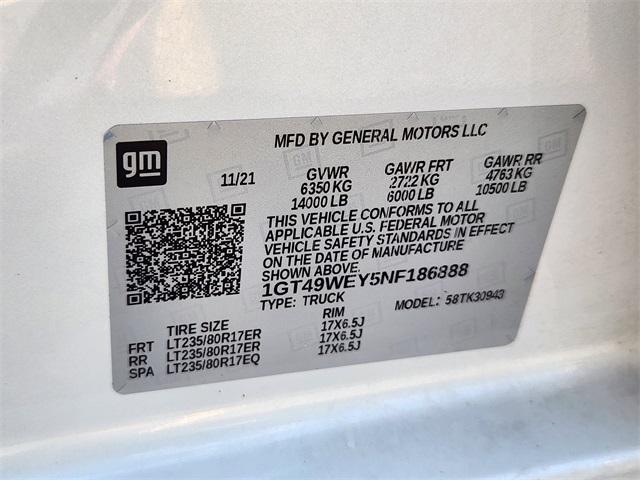 MFD BY GENERAL MOTORS LLC
gm
11/21 GVWR GAWR FRT GAWR RR
6350 KG 2722 KG 4763 KG
14000 LB 6000 LB 10500 LB
THIS VEHICLE CONFORMS TO ALL
APPLICABLE U.S. FEDERAL MOTOR
VEHICLE SAFETY STANDARDS IN EFFECT
ON THE DATE OF MANUFACTURE
SHOWN ABOVE.
1GT49WEY5NF186888
TYPE: TRUCK MODEL: 58TK30943
TIRE SIZE RIM
FRT LT235/80R17ER 17X6.5J
RR LT235/80R17ER 17X6.5J
SPA LT235/80R17EQ 17X6.5J